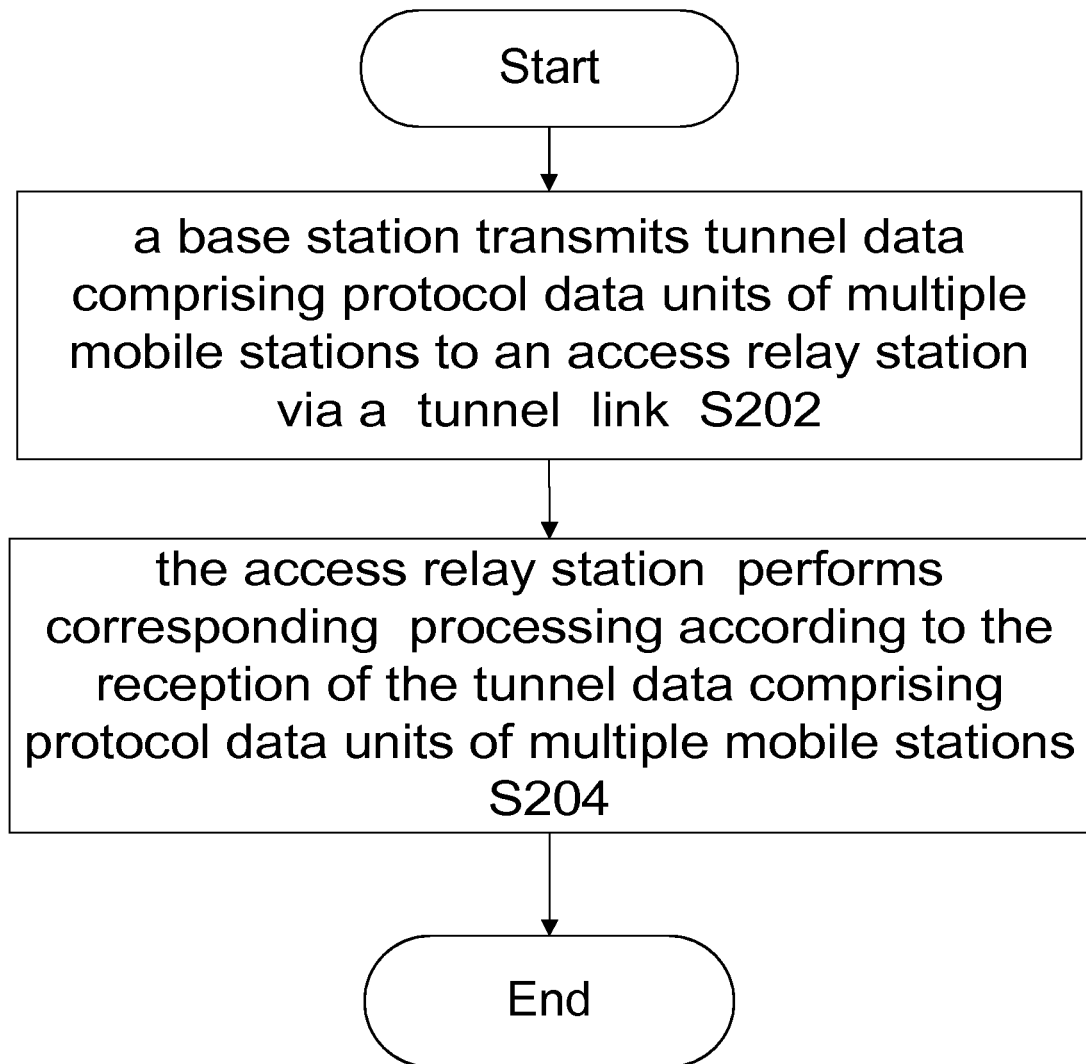 Start
a base station transmits tunnel data
comprising protocol data units of multiple
mobile stations to an access relay station
via a tunnel link S202
the access relay station performs
corresponding processing according to the
reception of the tunnel data comprising
protocol data units of multiple mobile stations
S204
End